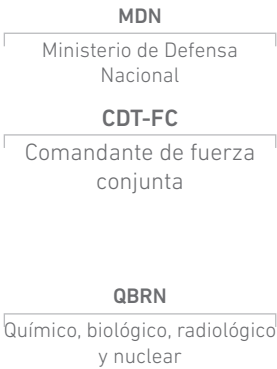 MDN
Ministerio de Defensa
Nacional
CDT-FC
Comandante de fuerza
conjunta
QBRN
Químico, biológico, radiológico
y nuclear